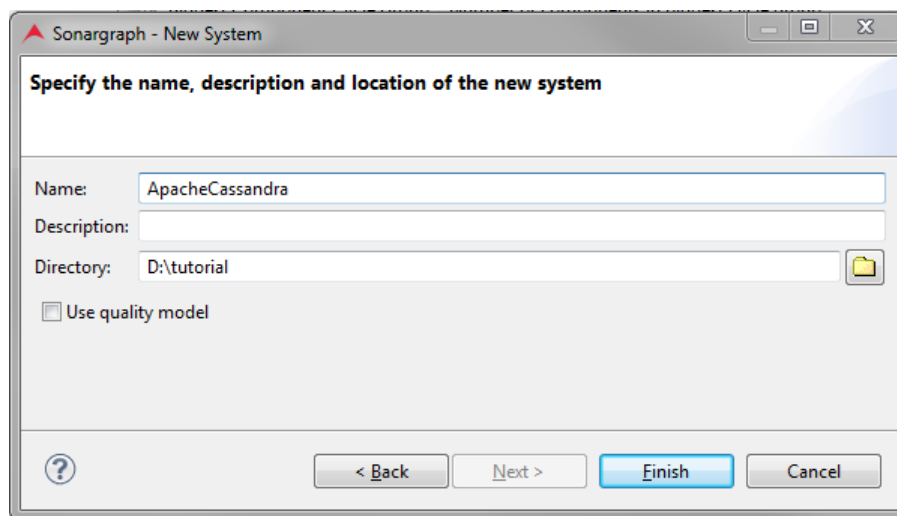 Sonargraph - New System
Specify the name, description and location of the new system
Name: ApacheCassandra
Description:
Directory: D:\tutorial
Use quality model
? < Back Next > Finish Cancel